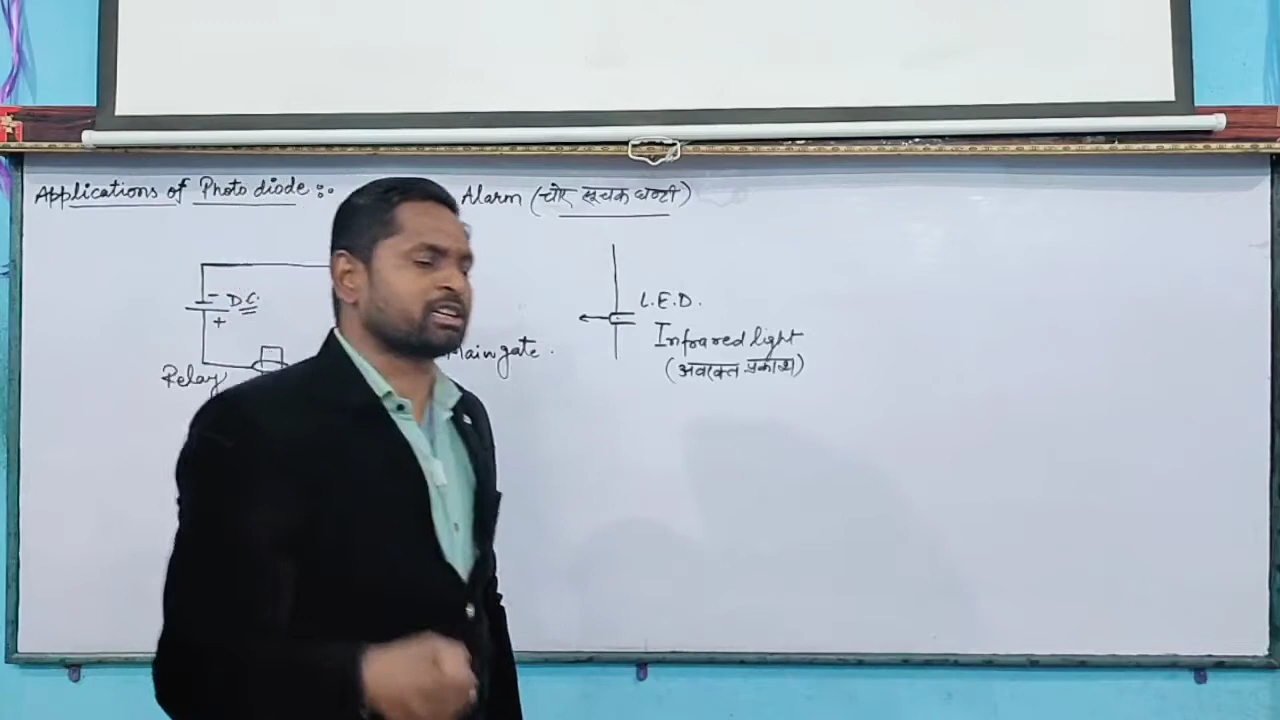 Applications of Photo diode :: Alarm (चोर सूचक घण्टी)
- D.C.
+
Relay
Main gate.
L.E.D.
Infrared light
(अवरक्त प्रकाश)